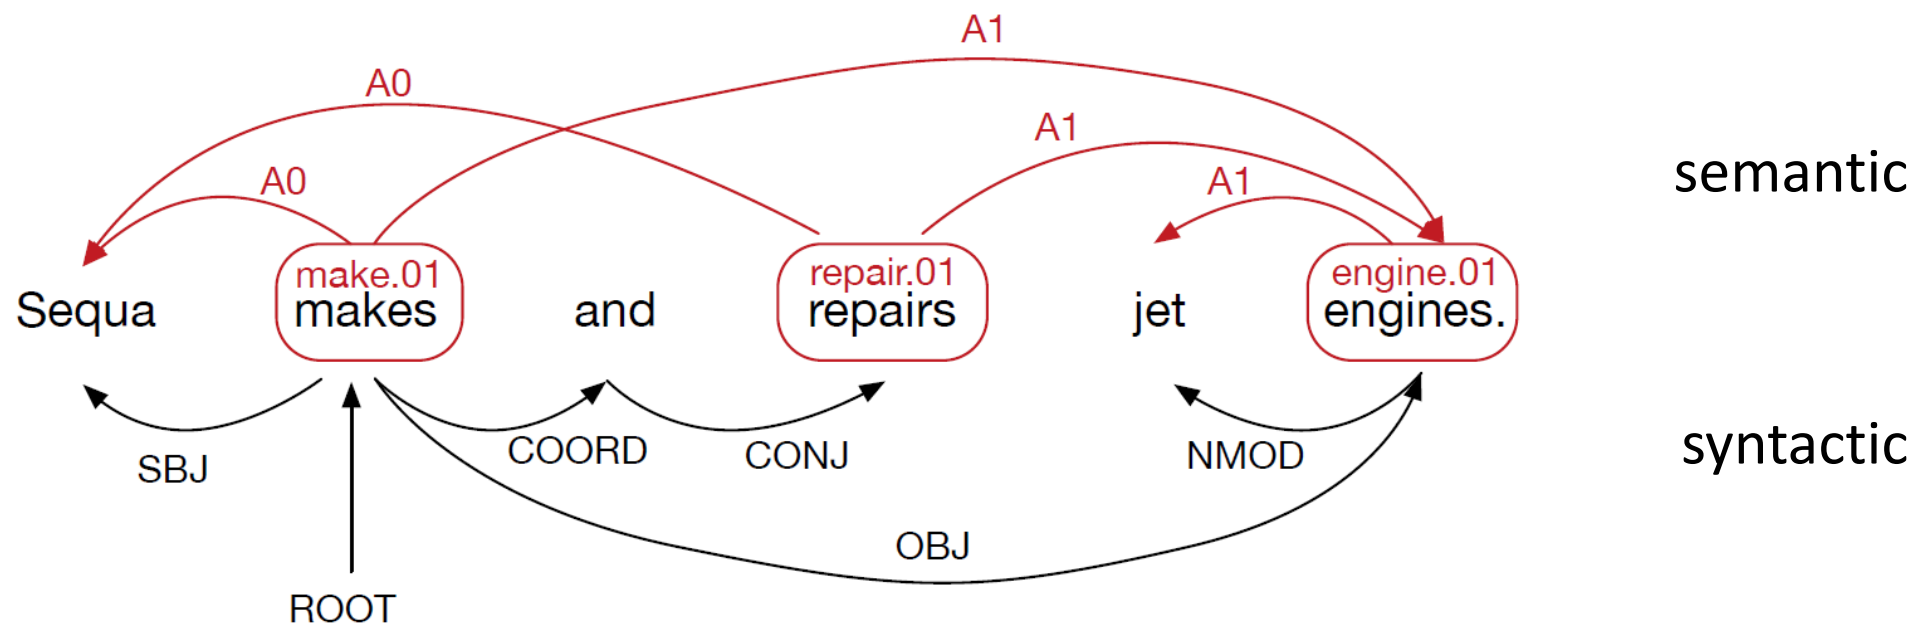 A1
A0
A1
A0
A1
semantic
make.01
repair.01
engine.01
Sequa makes and repairs jet engines.
SBJ
COORD
CONJ
NMOD
syntactic
OBJ
ROOT